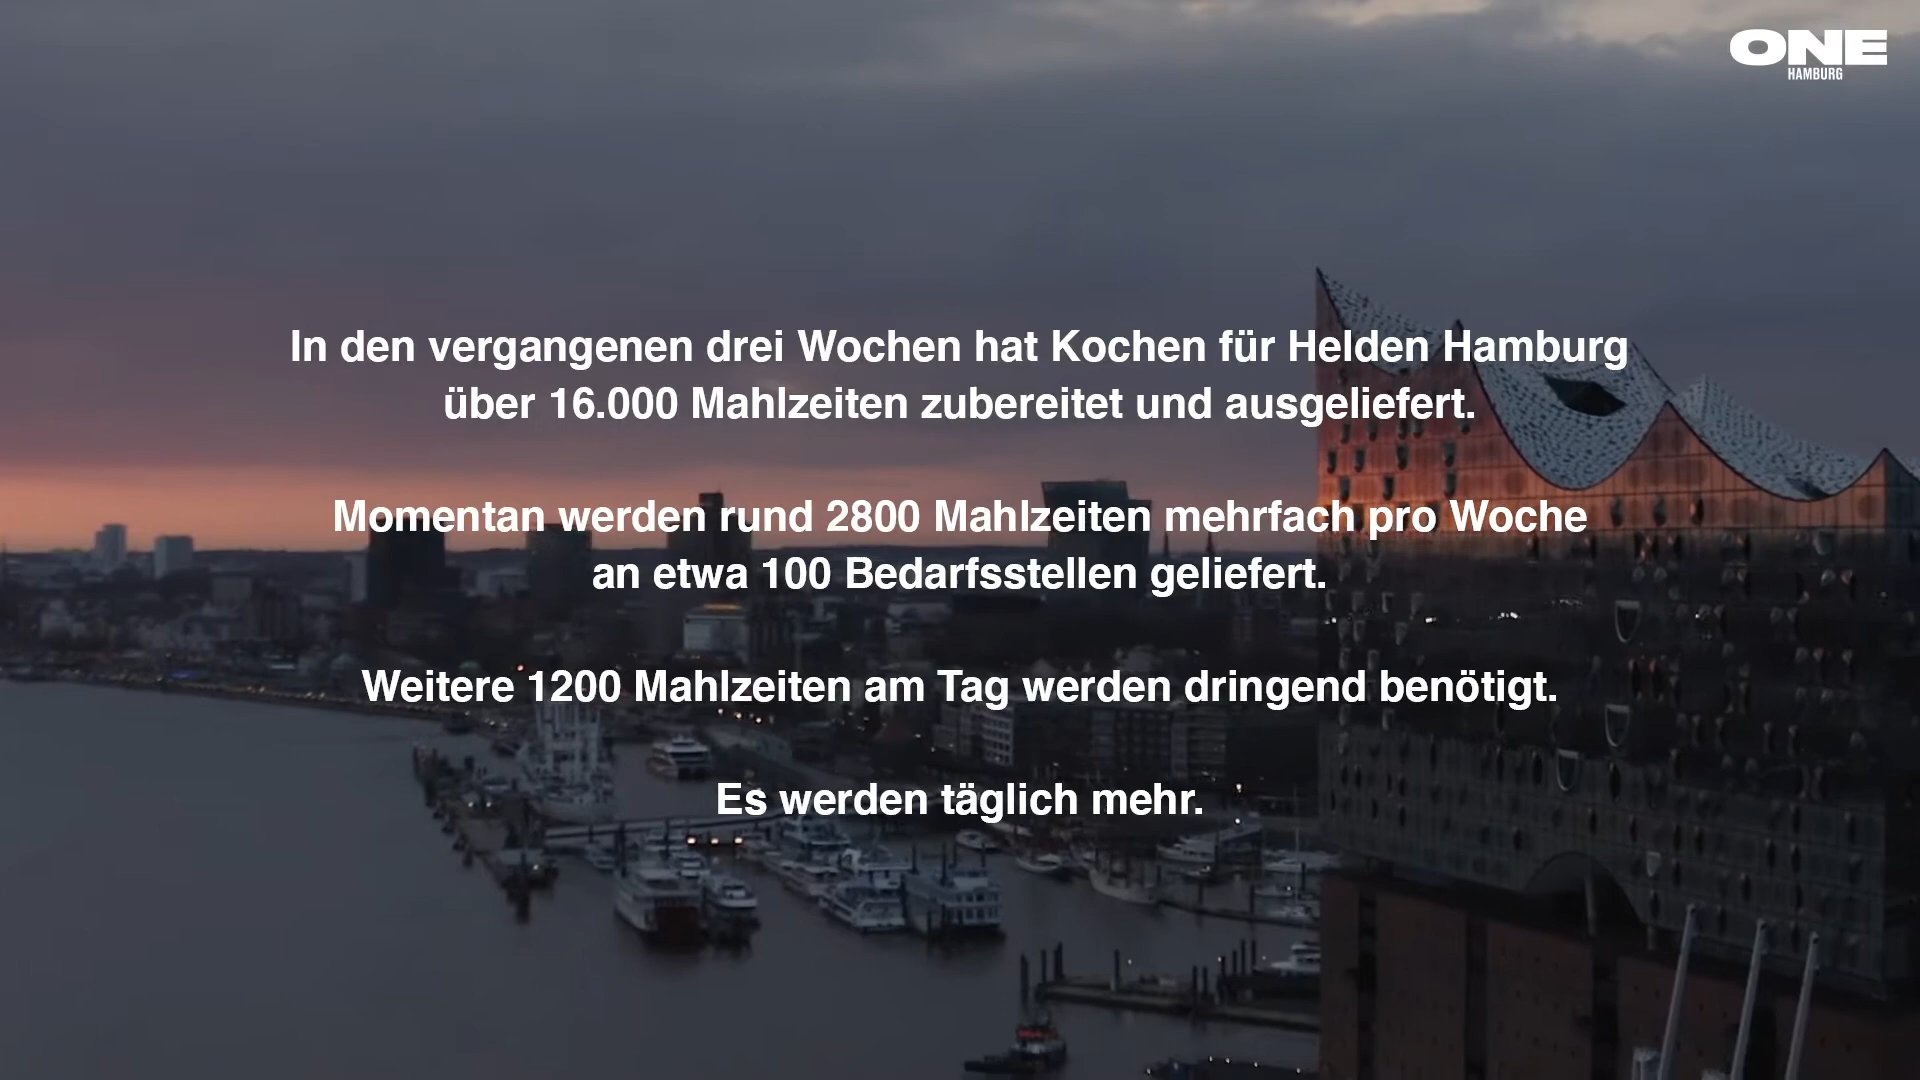 ONE
HAMBURG
In den vergangenen drei Wochen hat Kochen für Helden Hamburg
über 16.000 Mahlzeiten zubereitet und ausgeliefert.
Momentan werden rund 2800 Mahlzeiten mehrfach pro Woche
an etwa 100 Bedarfsstellen geliefert.
Weitere 1200 Mahlzeiten am Tag werden dringend benötigt.
Es werden täglich mehr.